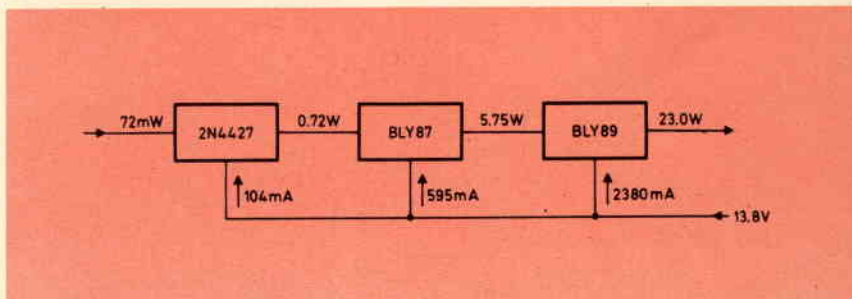 72mW
2N4427
0.72W
BLY87
5.75W
BLY89
23.0W
104mA
595mA
2380mA
13.8V